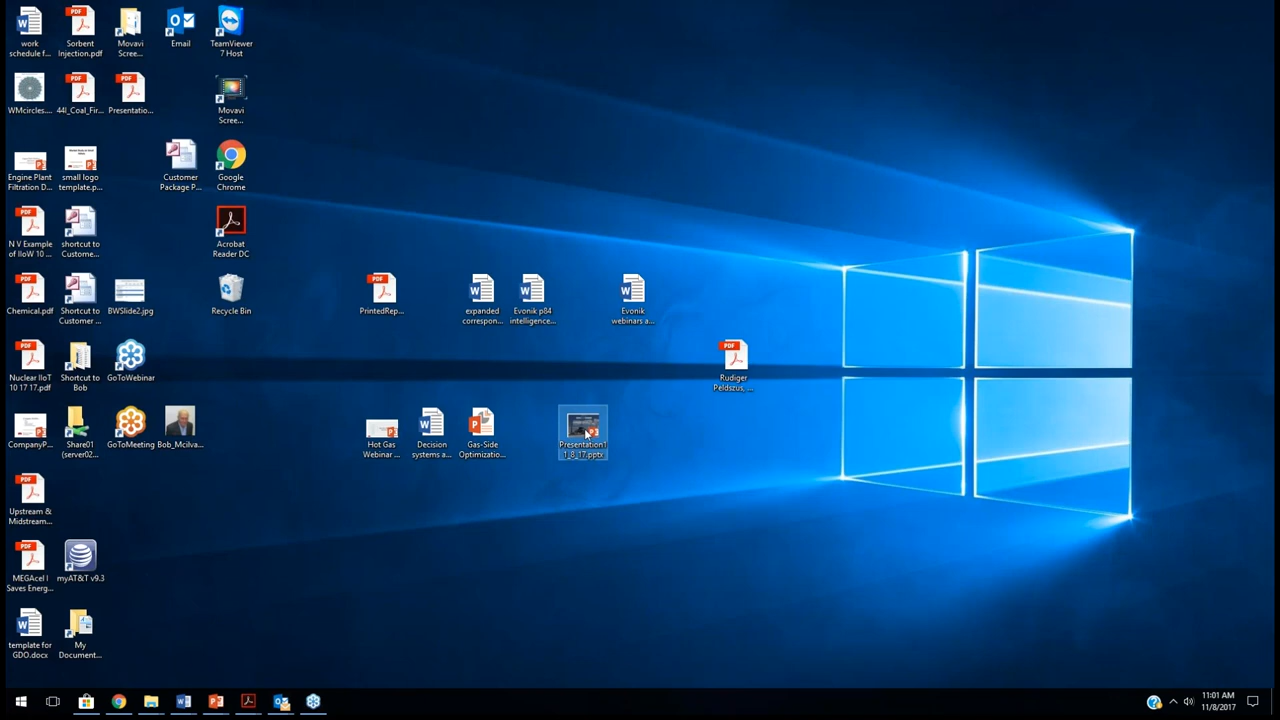 work
schedule f...
Sorbent
Injection.pdf
Movavi
Scree...
Email
TeamViewer
7 Host
WMcircles....
44I_Coal_Fir...
Presentatio...
Movavi
Scree...
Engine Plant
Filtration D...
small logo
template.p...
Customer
Package P...
Google
Chrome
N V Example
of IIoW 10 ...
shortcut to
Custome...
Acrobat
Reader DC
Chemical.pdf
Shortcut to
Customer ...
BWSlide2.jpg
Recycle Bin
PrintedRep...
expanded
correspon...
Evonik p84
intelligence...
Evonik
webinars a...
Nuclear IIoT
10 17 17.pdf
Shortcut to
Bob
GoToWebinar
Rudiger
Peldszus, ...
CompanyP...
Share01
(server02...
GoToMeeting
Bob_Mcilva...
Hot Gas
Webinar ...
Decision
systems a...
Gas-Side
Optimizatio...
Presentation1
1_8_17.pptx
Upstream &
Midstream...
MEGAcel I
Saves Energ...
myAT&T v9.3
template for
GDO.docx
My
Document...
11:01 AM
11/8/2017